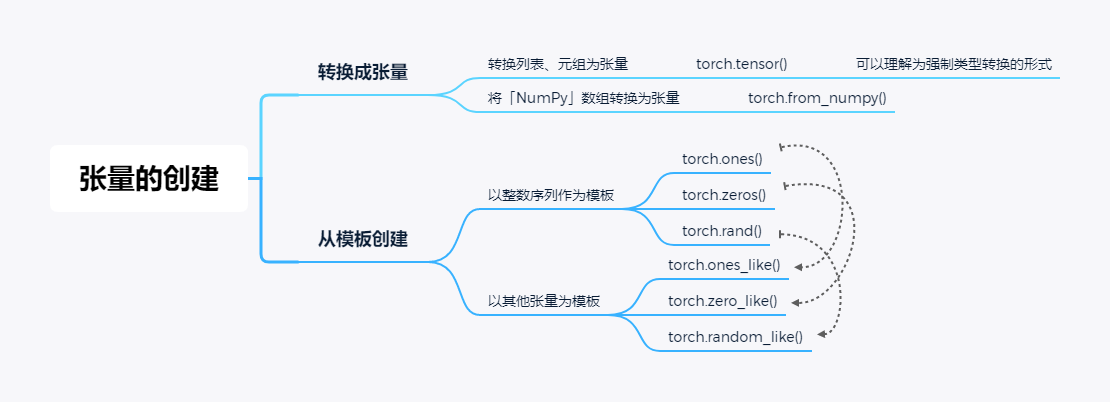 张量的创建
转换成张量
转换列表、元组为张量 torch.tensor() 可以理解为强制类型转换的形式
将「NumPy」数组转换为张量 torch.from_numpy()
从模板创建
以整数序列作为模板
torch.ones()
torch.zeros()
torch.rand()
以其他张量为模板
torch.ones_like()
torch.zero_like()
torch.random_like()